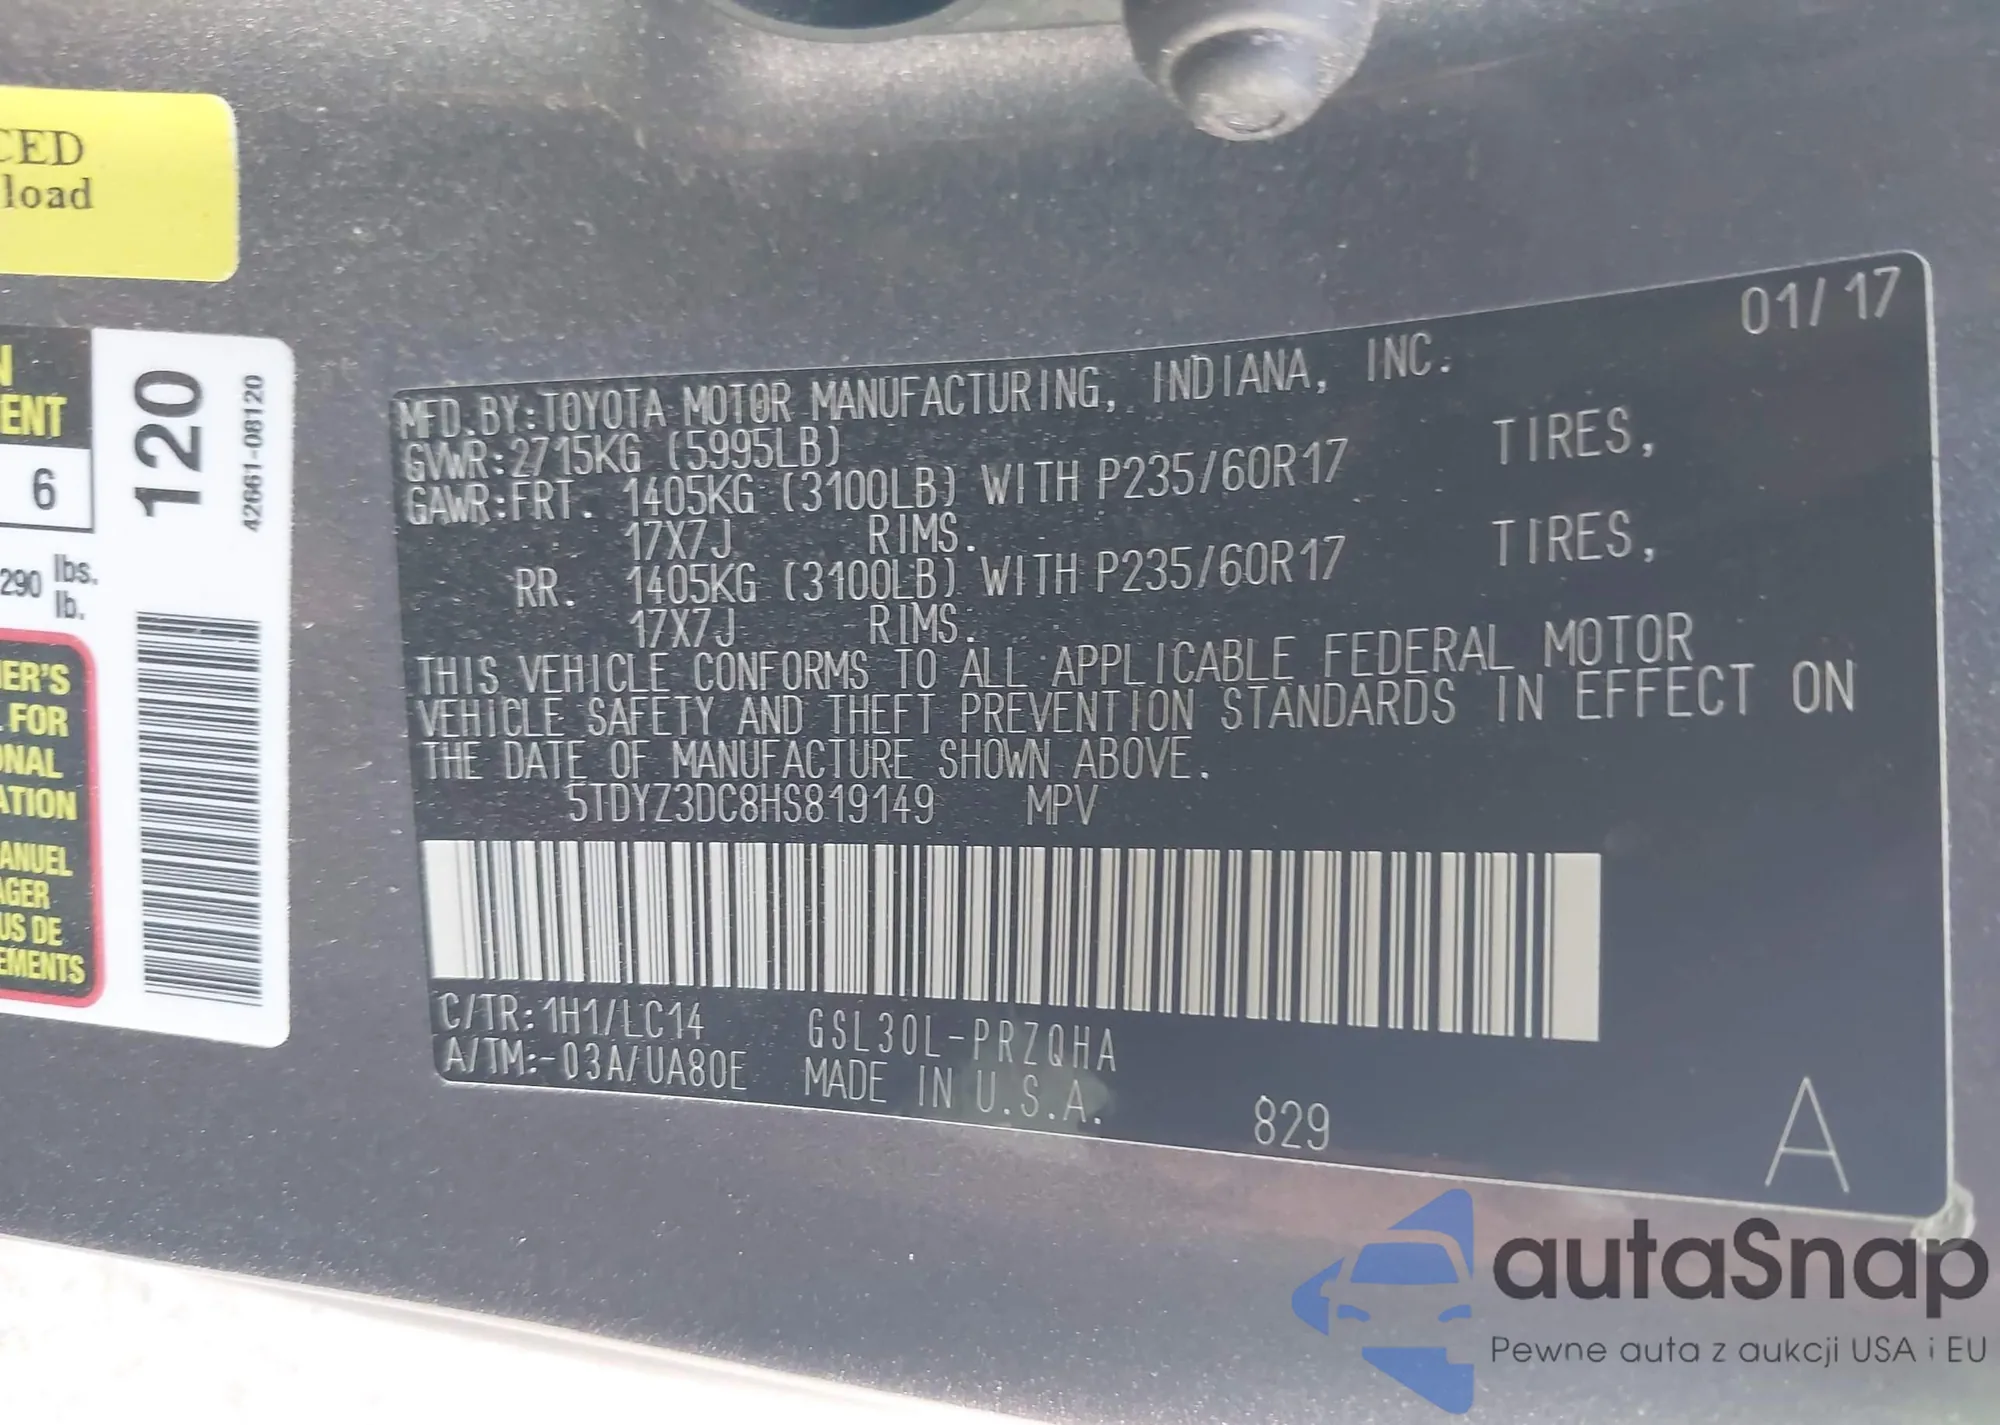 CED
load
N
ENT
6
290 lbs.
lb.
120
42661-08120
ER'S
FOR
ONAL
ATION
ANUEL
AGER
US DE
EMENTS
01/17
MFD.BY:TOYOTA MOTOR MANUFACTURING, INDIANA, INC.
GVWR:2715KG (5995LB)
GAWR:FRT. 1405KG (3100LB) WITH P235/60R17 TIRES,
17X7J RIMS.
RR. 1405KG (3100LB) WITH P235/60R17 TIRES,
17X7J RIMS.
THIS VEHICLE CONFORMS TO ALL APPLICABLE FEDERAL MOTOR
VEHICLE SAFETY AND THEFT PREVENTION STANDARDS IN EFFECT ON
THE DATE OF MANUFACTURE SHOWN ABOVE.
5TDYZ3DC8HS819149 MPV
C/TR:1H1/LC14 GSL30L-PRZQHA
A/TM:-03A/UA80E MADE IN U.S.A.
829
A
autaSnap
Pewne auta z aukcji USA i EU